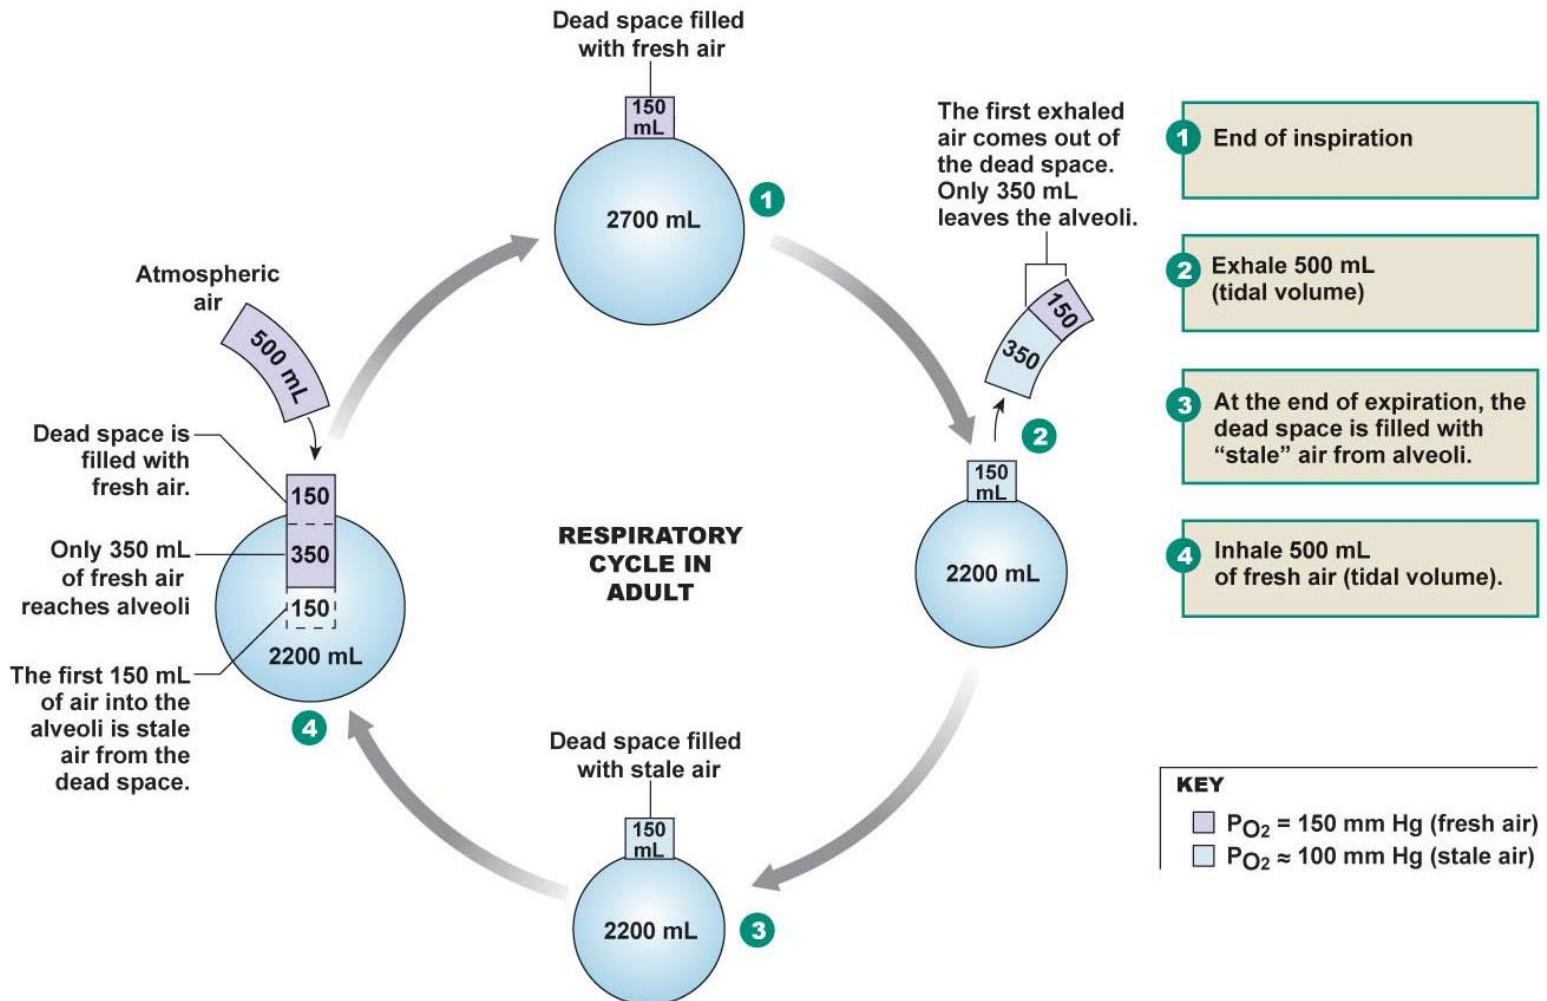 Dead space filled
with fresh air
150
mL
2700 mL
1
The first exhaled
air comes out of
the dead space.
Only 350 mL
leaves the alveoli.
150
350
2
150
mL
2200 mL
Dead space filled
with stale air
150
mL
2200 mL
3
Atmospheric
air
500 mL
Dead space is
filled with
fresh air.
150
Only 350 mL
of fresh air
reaches alveoli
350
150
2200 mL
The first 150 mL
of air into the
alveoli is stale
air from the
dead space.
4
RESPIRATORY
CYCLE IN
ADULT
1 End of inspiration
2 Exhale 500 mL
(tidal volume)
3 At the end of expiration, the
dead space is filled with
“stale” air from alveoli.
4 Inhale 500 mL
of fresh air (tidal volume).
KEY
PO2 = 150 mm Hg (fresh air)
PO2 ≈ 100 mm Hg (stale air)